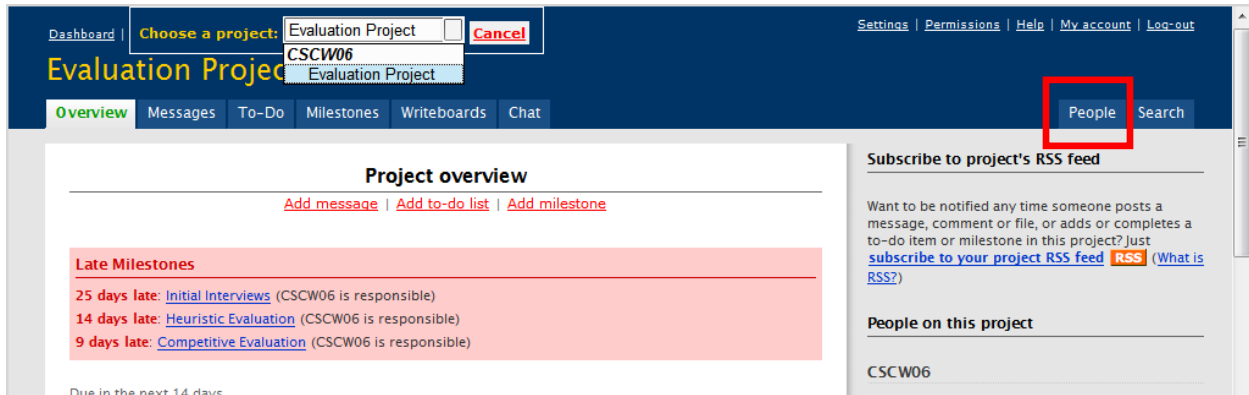 Dashboard | Choose a project: Evaluation Project Cancel
Settings | Permissions | Help | My account | Log-out
CSCW06
Evaluation Project
Evaluation Projec
Overview Messages To-Do Milestones Writeboards Chat
People Search
Project overview
Add message | Add to-do list | Add milestone
Late Milestones
25 days late: Initial Interviews (CSCW06 is responsible)
14 days late: Heuristic Evaluation (CSCW06 is responsible)
9 days late: Competitive Evaluation (CSCW06 is responsible)
Due in the next 14 days
Subscribe to project's RSS feed
Want to be notified any time someone posts a
message, comment or file, or adds or completes a
to-do item or milestone in this project? Just
subscribe to your project RSS feed RSS (What is
RSS?)
People on this project
CSCW06